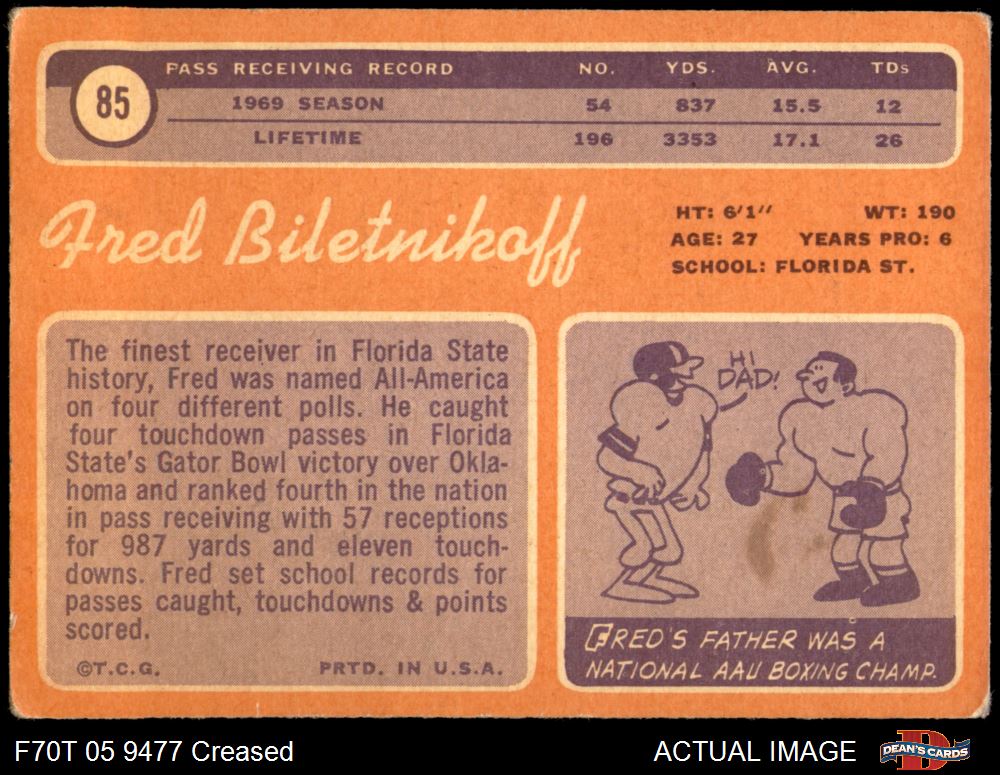 85
PASS RECEIVING RECORD NO. YDS. AVG. TDs
1969 SEASON 54 837 15.5 12
LIFETIME 196 3353 17.1 26
Fred Biletnikoff
HT: 6'1" WT: 190
AGE: 27 YEARS PRO: 6
SCHOOL: FLORIDA ST.
The finest receiver in Florida State
history, Fred was named All-America
on four different polls. He caught
four touchdown passes in Florida
State's Gator Bowl victory over Okla-
homa and ranked fourth in the nation
in pass receiving with 57 receptions
for 987 yards and eleven touch-
downs. Fred set school records for
passes caught, touchdowns & points
scored.
©T.C.G. PRTD. IN U.S.A.
HI
DAD!
FRED'S FATHER WAS A
NATIONAL AAU BOXING CHAMP.
F70T 05 9477 Creased
ACTUAL IMAGE
D
DEAN'S CARDS